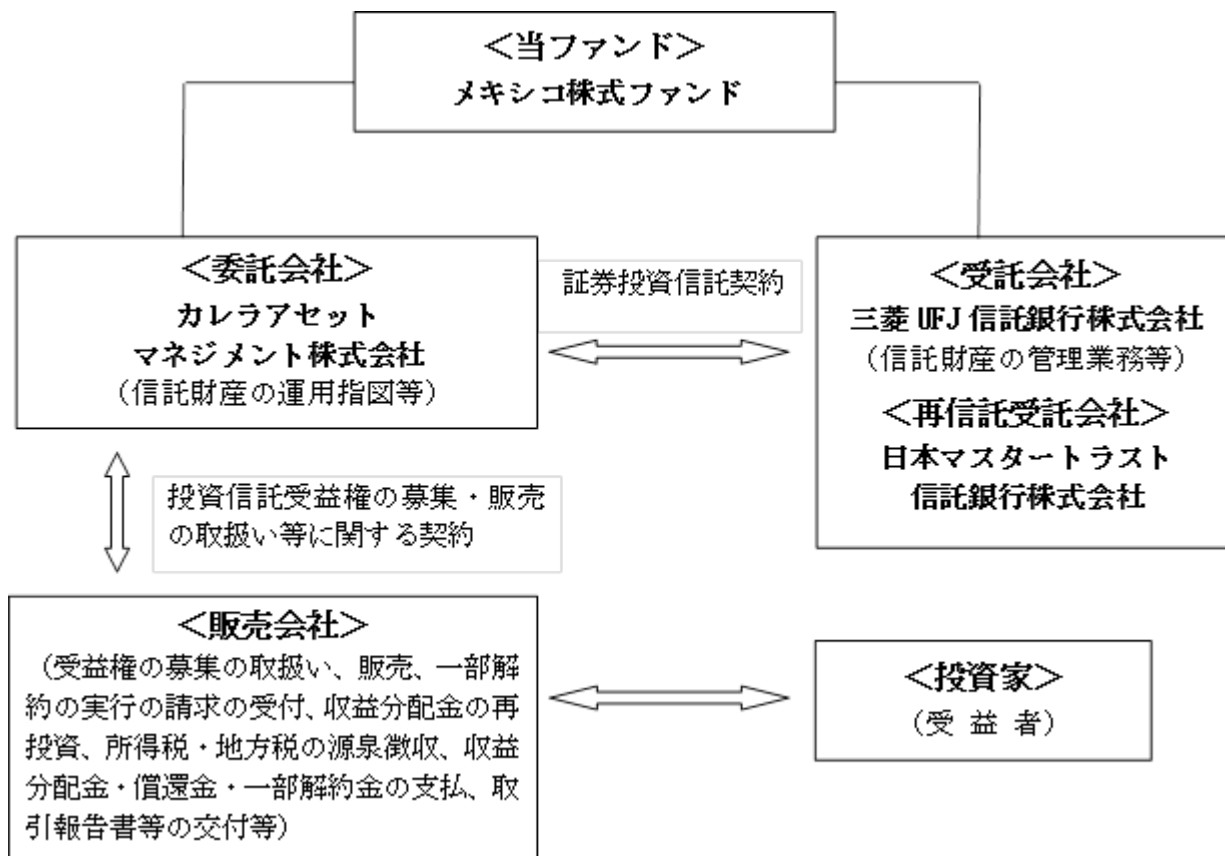 ＜当ファンド＞
メキシコ株式ファンド
＜委託会社＞
カレラアセット
マネジメント株式会社
（信託財産の運用指図等）
証券投資信託契約
＜受託会社＞
三菱UFJ信託銀行株式会社
（信託財産の管理業務等）
＜再信託受託会社＞
日本マスタートラスト
信託銀行株式会社
投資信託受益権の募集・販売
の取扱い等に関する契約
＜販売会社＞
（受益権の募集の取扱い、販売、一部解
約の実行の請求の受付、収益分配金の再
投資、所得税・地方税の源泉徴収、収益
分配金・償還金・一部解約金の支払、取
引報告書等の交付等）
＜投資家＞
（受 益 者）